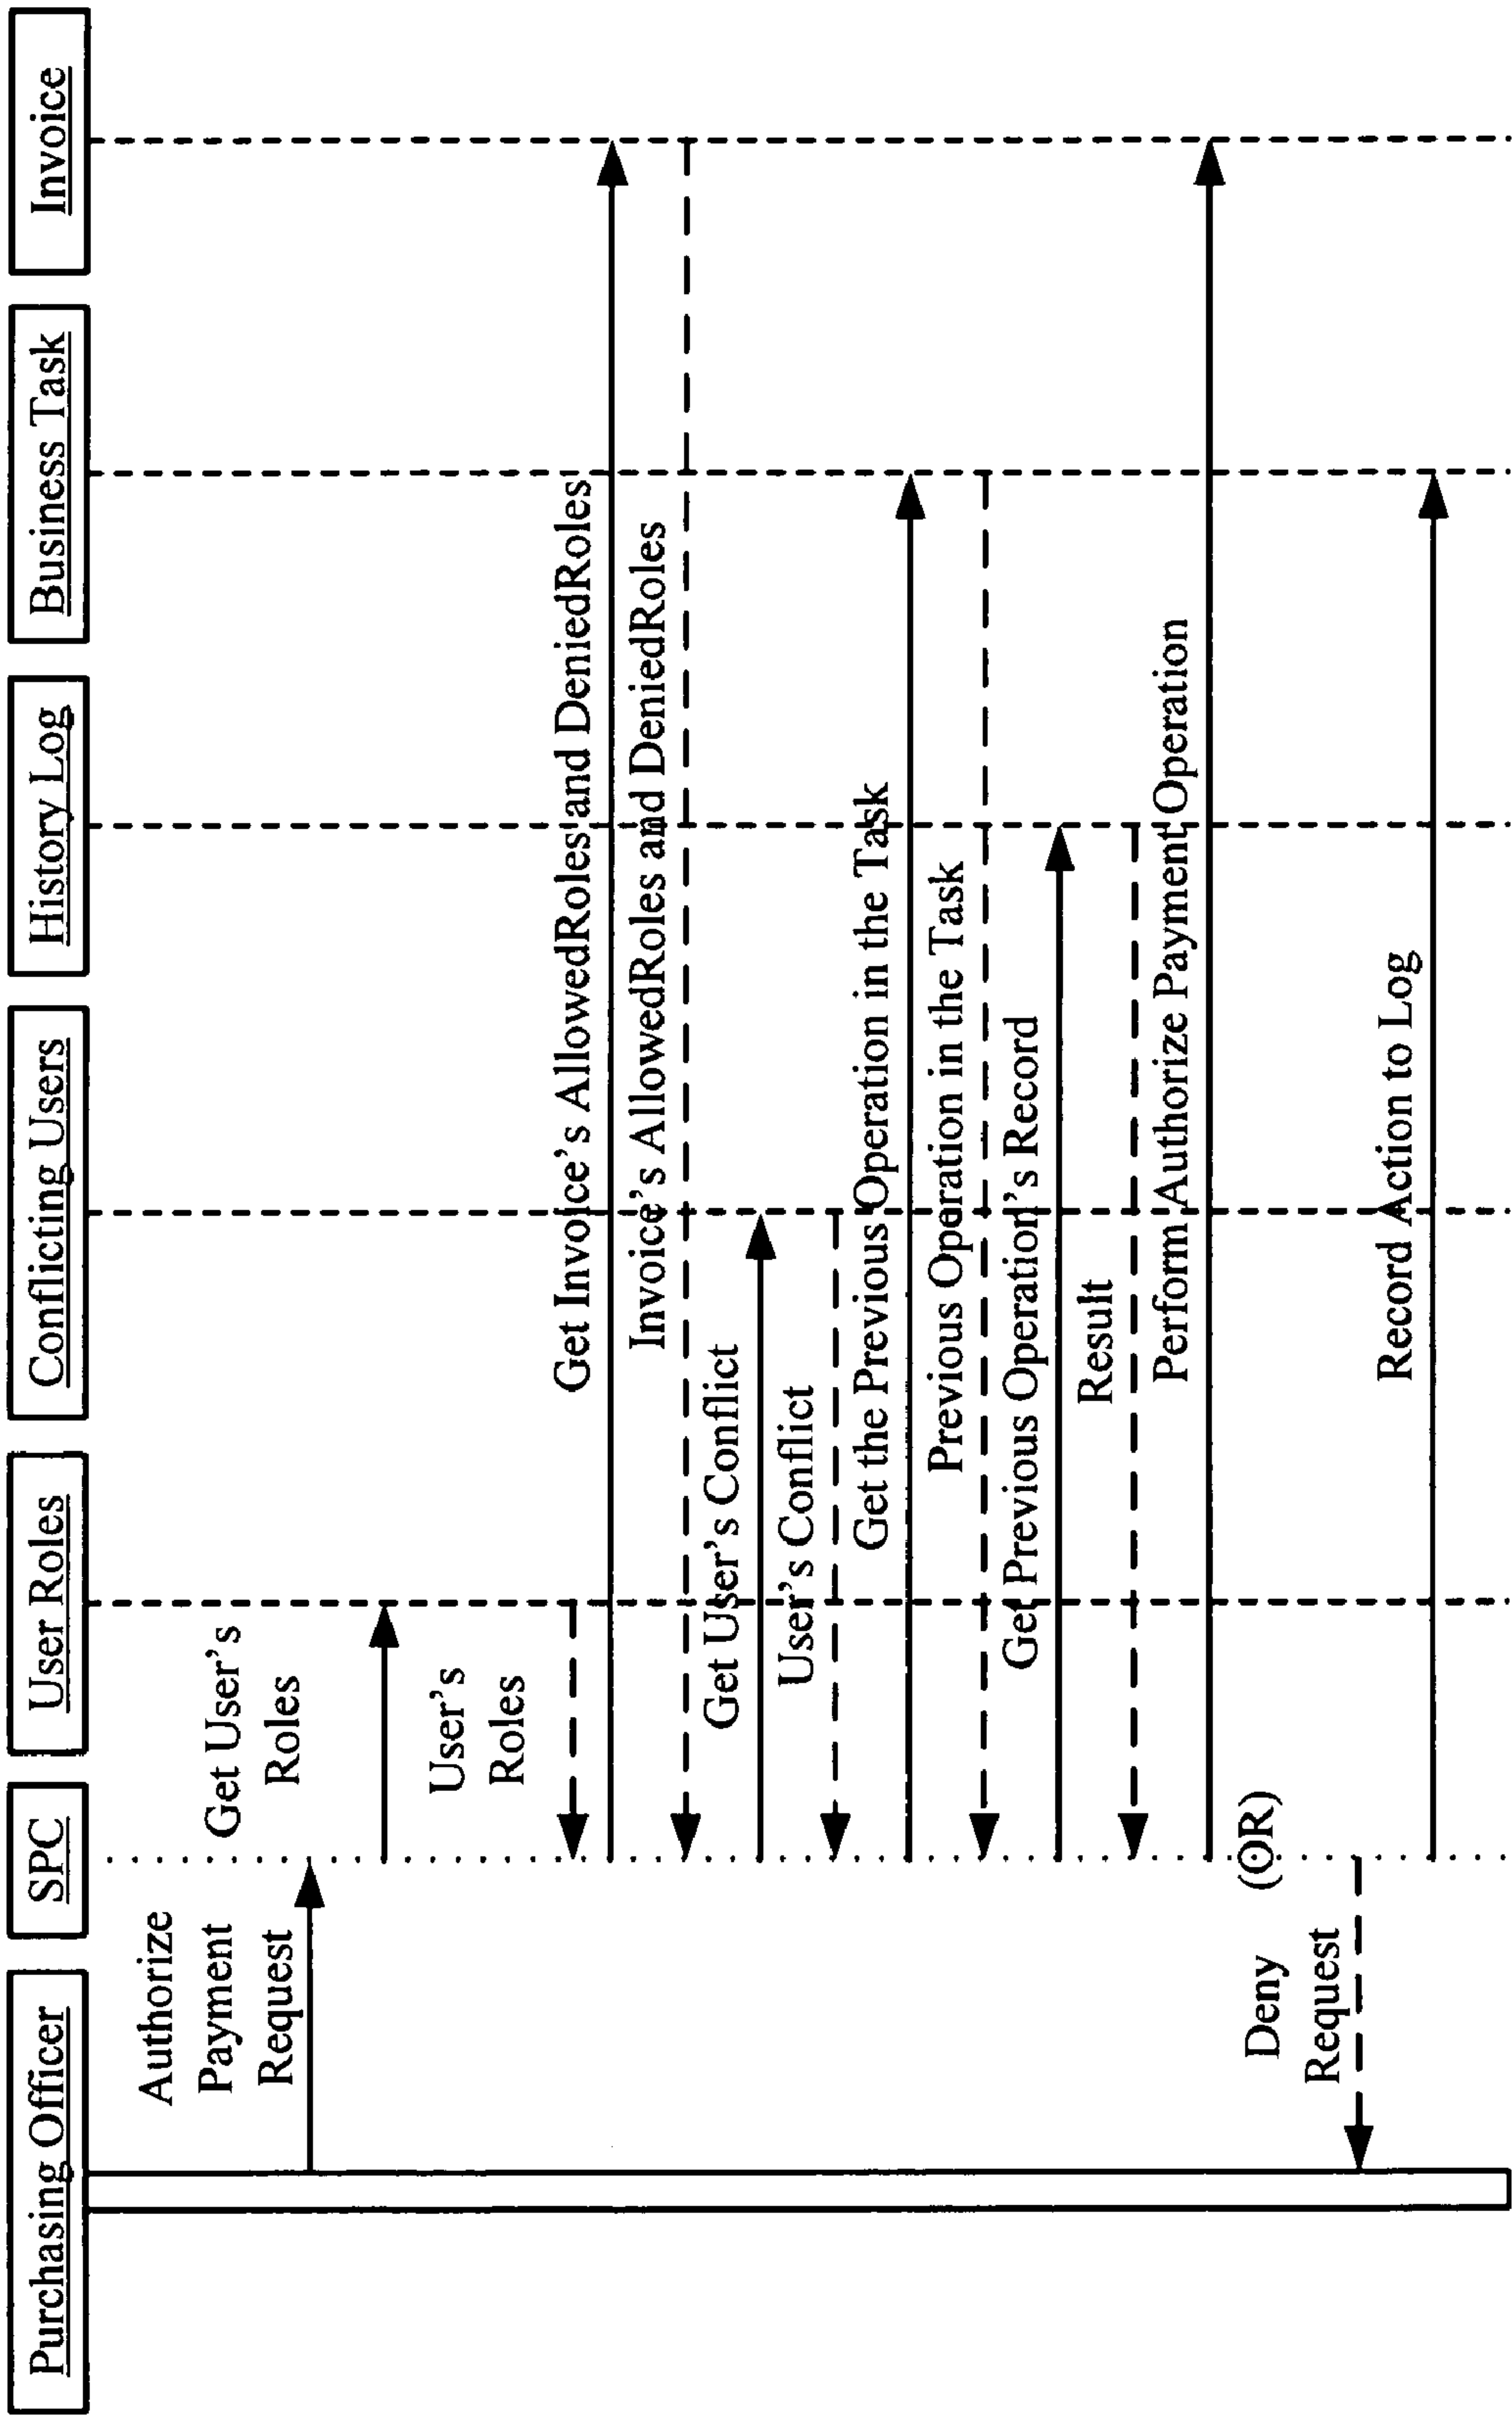 Purchasing Officer
SPC
User Roles
Conflicting Users
History Log
Business Task
Invoice
Authorize
Payment
Request
Get User's
Roles
User's
Roles
Get Invoice's AllowedRoles and DeniedRoles
Invoice's AllowedRoles and DeniedRoles
Get User's Conflict
User's Conflict
Get the Previous Operation in the Task
Previous Operation in the Task
Get Previous Operation's Record
Result
Perform Authorize Payment Operation
(OR)
Deny
Request
Record Action to Log